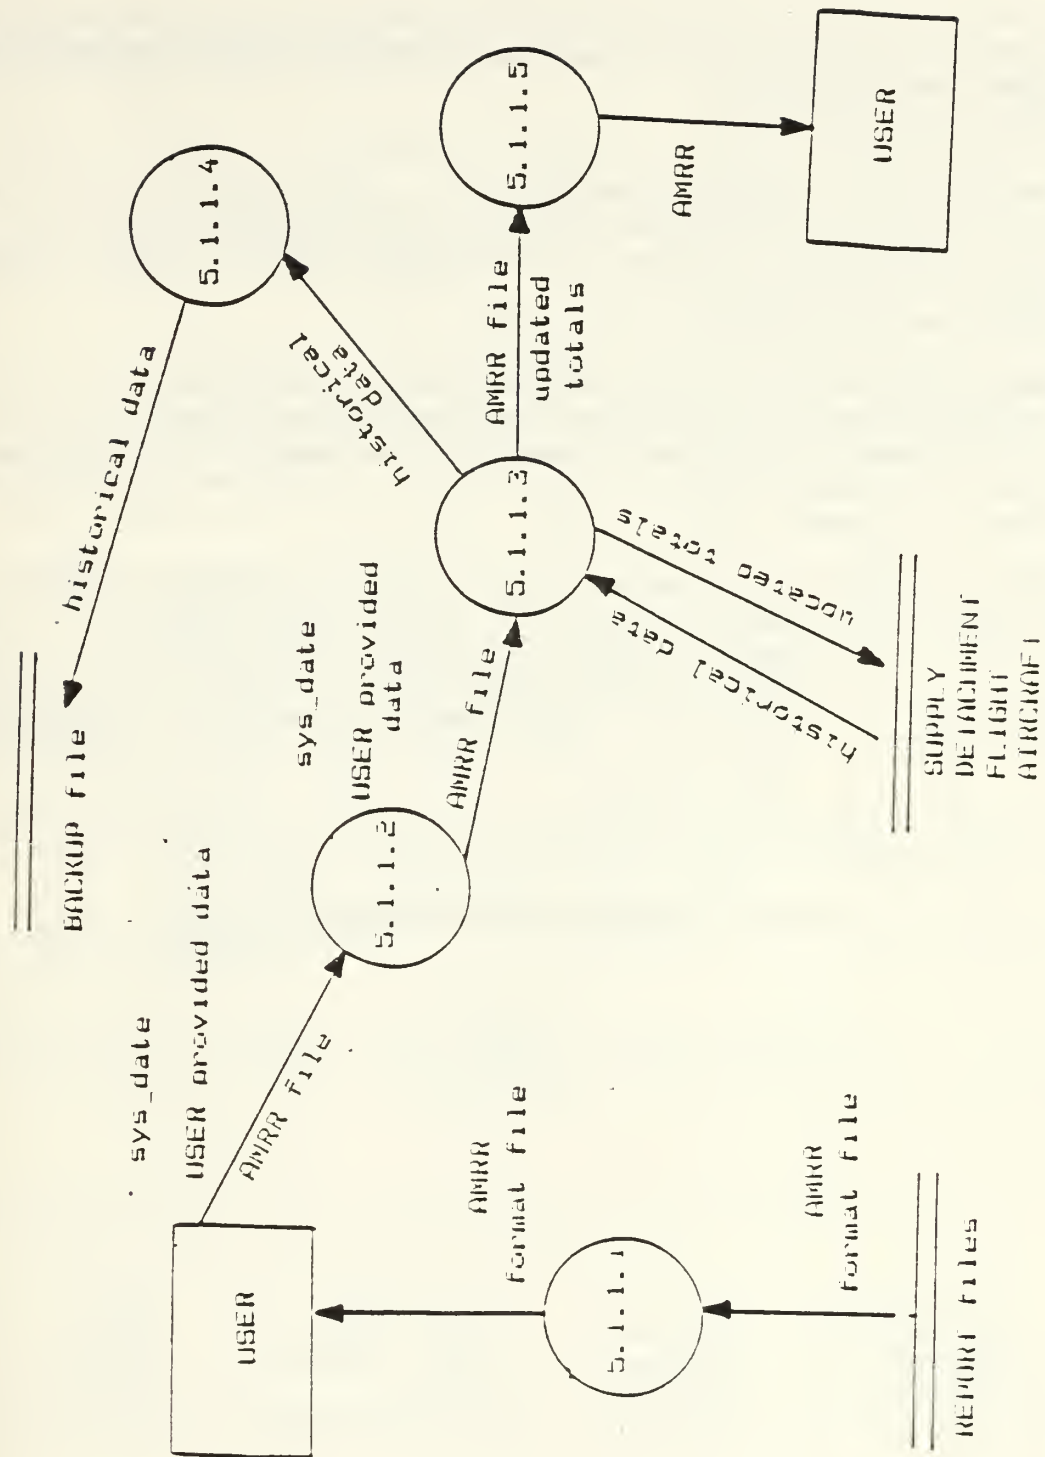 BACKUP file
historical data
5.1.1.4
sys_date
USER provided data
AMRR file
USER
sys_date
USER provided
data
AMRR file
historical
data
5.1.1.2
5.1.1.3
AMRR file
updated
totals
5.1.1.5
AMRR
format file
5.1.1.1
AMRR
format file
REPORT files
historical data
updated totals
SUPPLY
DETACHMENT
FLIGHT
AIRCRAFT
AMRR
USER